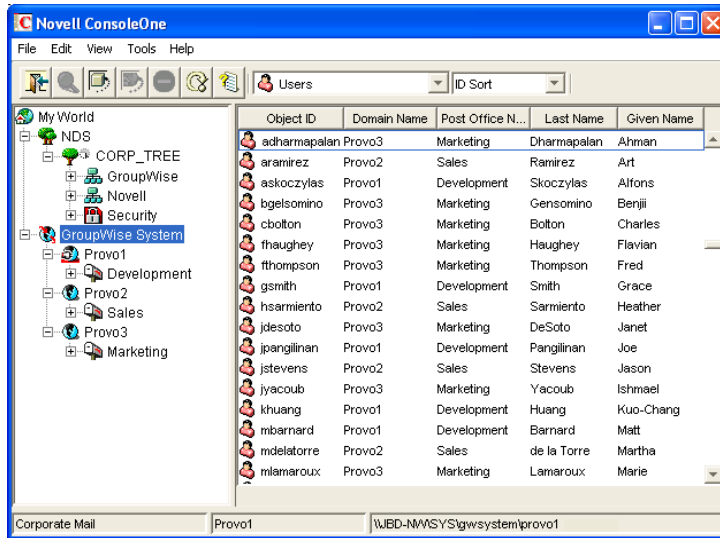 Novell ConsoleOne
File Edit View Tools Help
Users ID Sort
My World
NDS
CORP_TREE
GroupWise
Novell
Security
GroupWise System
Provo1
Development
Provo2
Sales
Provo3
Marketing
Object ID Domain Name Post Office N... Last Name Given Name
adharmapalan Provo3 Marketing Dharmapalan Ahman
aramirez Provo2 Sales Ramirez Art
askoczylas Provo1 Development Skoczylas Alfons
bgelsomino Provo3 Marketing Gensomino Benjii
cbolton Provo3 Marketing Bolton Charles
fhaughey Provo3 Marketing Haughey Flavian
fthompson Provo3 Marketing Thompson Fred
gsmith Provo1 Development Smith Grace
hsarmiento Provo2 Sales Sarmiento Heather
jdesoto Provo3 Marketing DeSoto Janet
jpangilinan Provo1 Development Pangilinan Joe
jstevens Provo2 Sales Stevens Jason
jyacoub Provo3 Marketing Yacoub Ishmael
khuang Provo1 Development Huang Kuo-Chang
mbarnard Provo1 Development Barnard Matt
mdelatorre Provo2 Sales de la Torre Martha
mlamaroux Provo3 Marketing Lamaroux Marie
Corporate Mail Provo1 \\JBD-NW\SYS\gwsystem\provo1